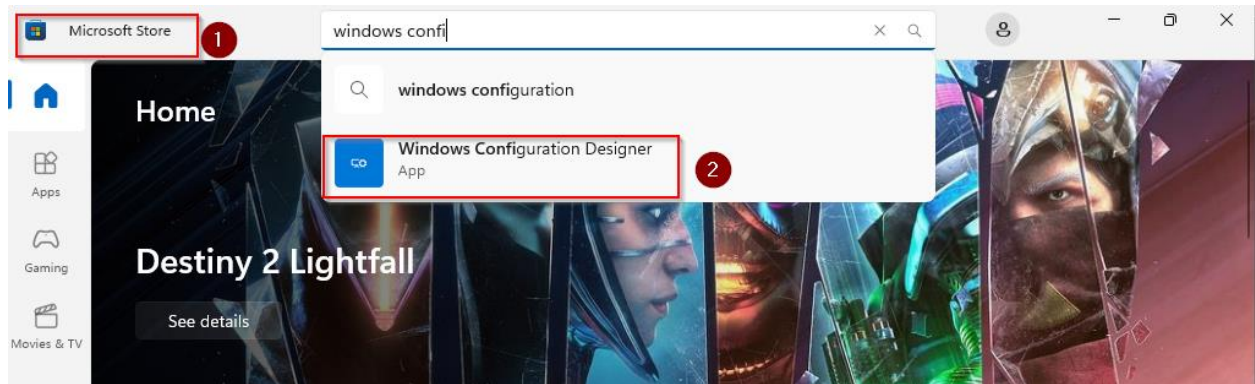 Microsoft Store
1
windows confi
windows configuration
Windows Configuration Designer
App
2
Home
Apps
Gaming
Destiny 2 Lightfall
See details
Movies & TV